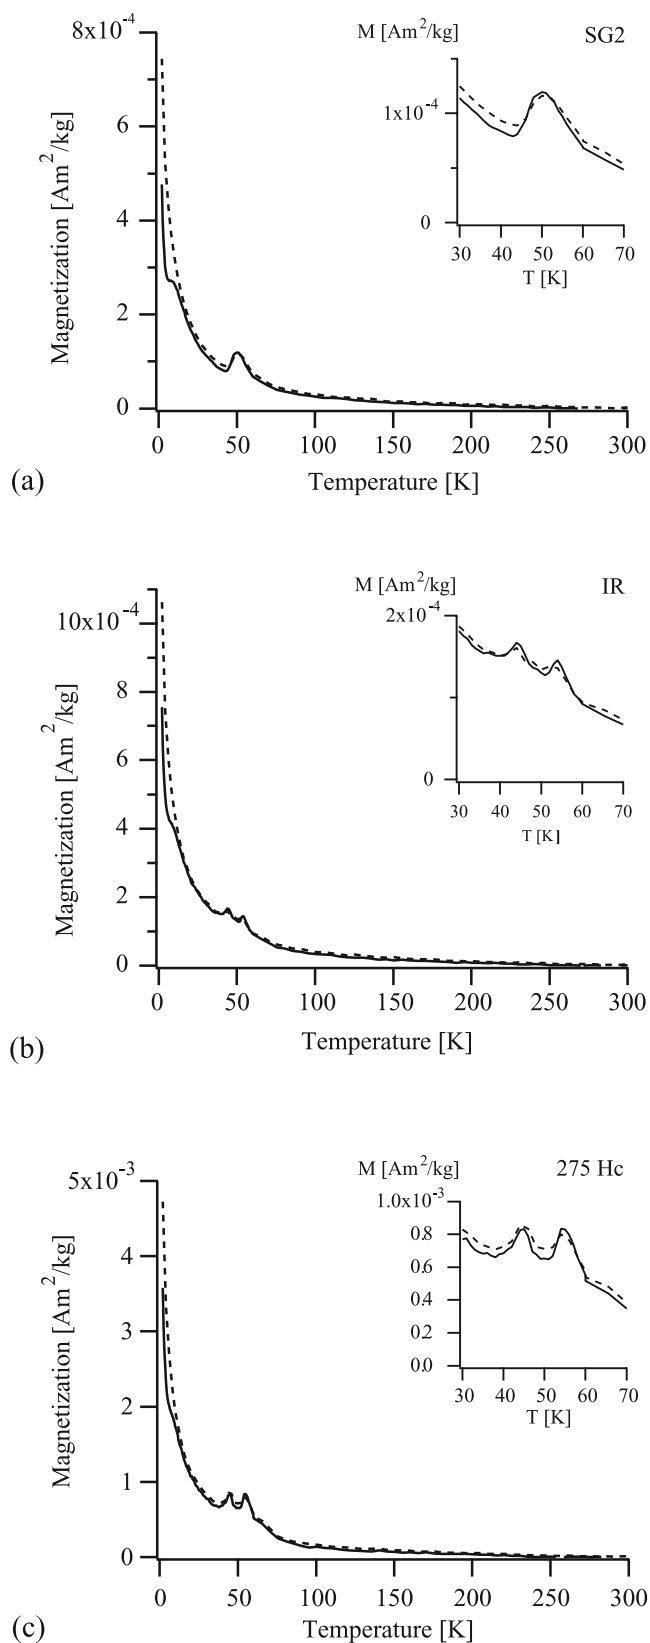 8x10⁻⁴
6
4
2
0
Magnetization [Am²/kg]
0 50 100 150 200 250 300
Temperature [K]
(a)
M [Am²/kg] SG2
1x10⁻⁴
0
30 40 50 60 70
T [K]
10x10⁻⁴
8
6
4
2
0
Magnetization [Am²/kg]
0 50 100 150 200 250 300
Temperature [K]
(b)
M [Am²/kg] IR
2x10⁻⁴
0
30 40 50 60 70
T [K]
5x10⁻³
4
3
2
1
0
Magnetization [Am²/kg]
0 50 100 150 200 250 300
Temperature [K]
(c)
M [Am²/kg] 275 Hc
1.0x10⁻³
0.8
0.6
0.4
0.2
0.0
30 40 50 60 70
T [K]